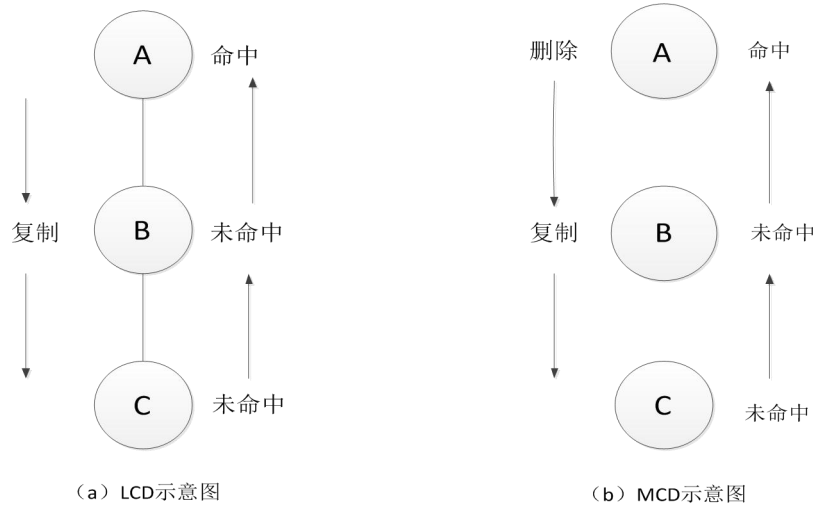 A 命中
复制 B 未命中
C 未命中
（a）LCD示意图
删除 A 命中
复制 B 未命中
C 未命中
（b）MCD示意图